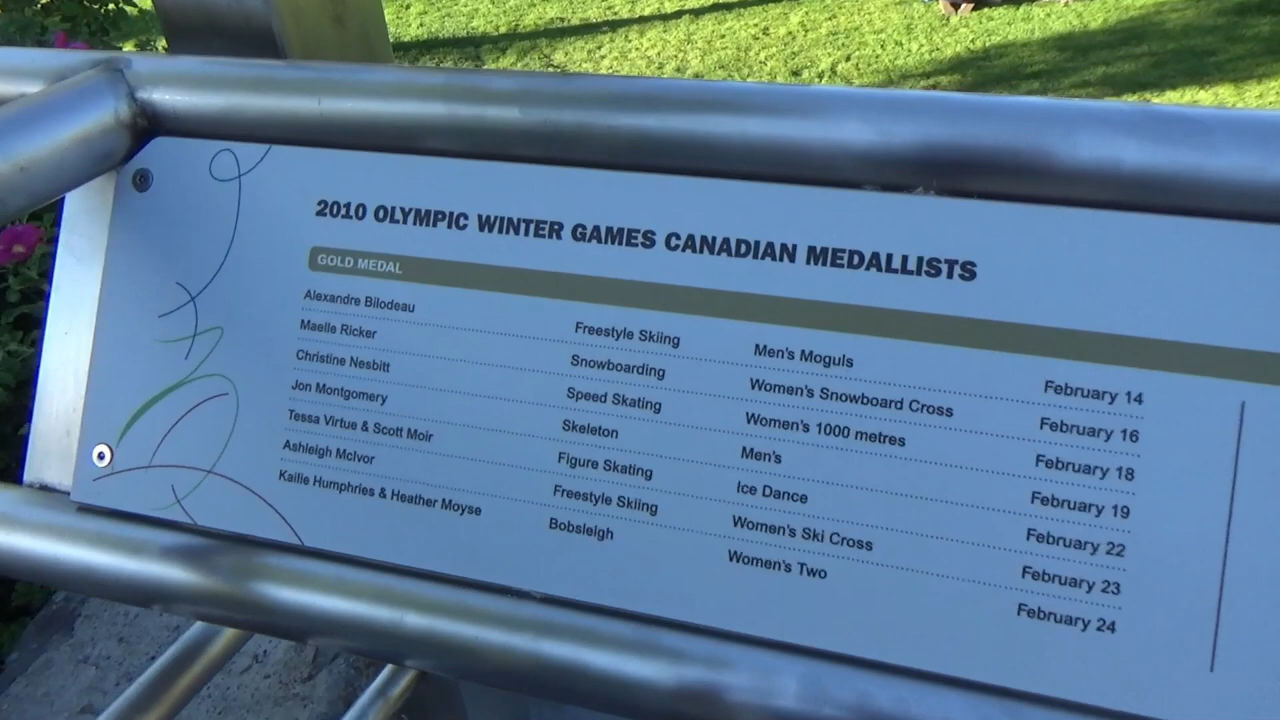 2010 OLYMPIC WINTER GAMES CANADIAN MEDALLISTS
GOLD MEDAL
Alexandre Bilodeau Freestyle Skiing Men's Moguls February 14
Maelle Ricker Snowboarding Women's Snowboard Cross February 16
Christine Nesbitt Speed Skating Women's 1000 metres February 18
Jon Montgomery Skeleton Men's February 19
Tessa Virtue & Scott Moir Figure Skating Ice Dance February 22
Ashleigh McIvor Freestyle Skiing Women's Ski Cross February 23
Kailie Humphries & Heather Moyse Bobsleigh Women's Two February 24